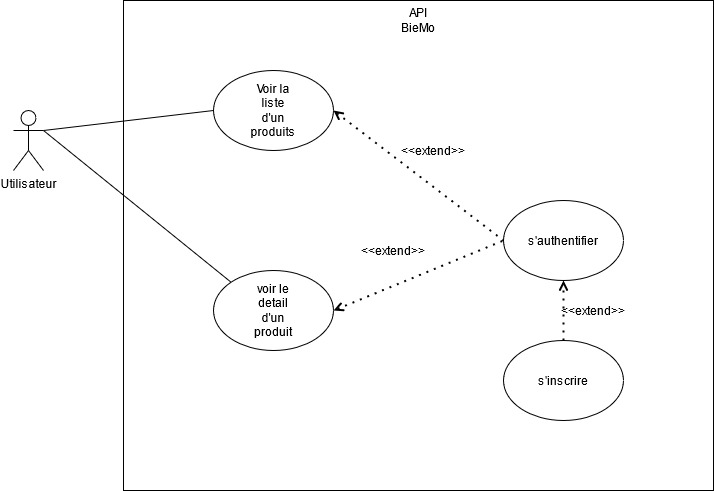 API
BieMo
Voir la
liste
d'un
produits
<<extend>>
Utilisateur
s'authentifier
<<extend>>
voir le
detail
d'un
produit
<<extend>>
s'inscrire